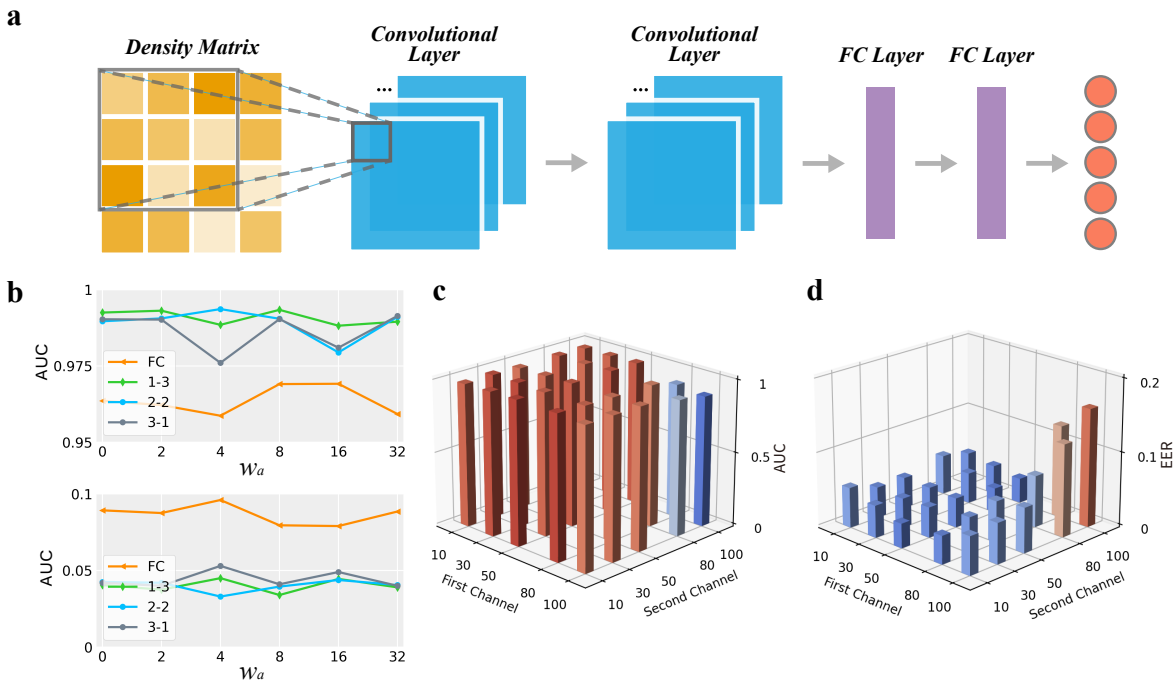 a
Density Matrix
Convolutional
Layer
...
Convolutional
Layer
...
FC Layer
FC Layer
b
1
0.975
0.95
AUC
FC
1-3
2-2
3-1
0 2 4 8 16 32
wa
0.1
0.05
0
AUC
FC
1-3
2-2
3-1
0 2 4 8 16 32
wa
c
1
0.5
0
AUC
10
30
50
80
100
First Channel
10
30
50
80
100
Second Channel
d
0.2
0.1
0
EER
10
30
50
80
100
First Channel
10
30
50
80
100
Second Channel